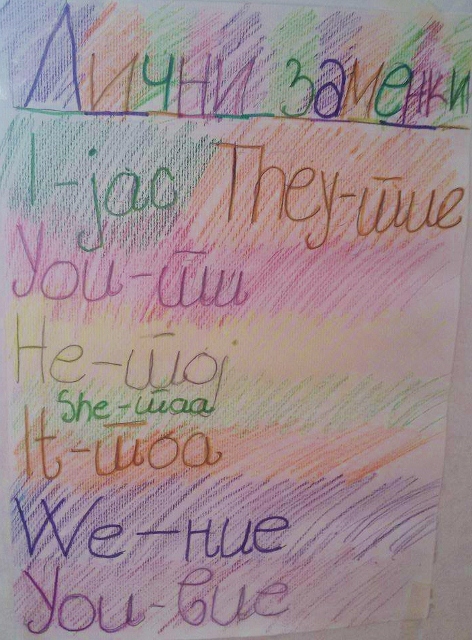 Лични заменки
I-јас They-тие
You-ти
He-тој
She-таа
It-тоа
We-ние
You-вие